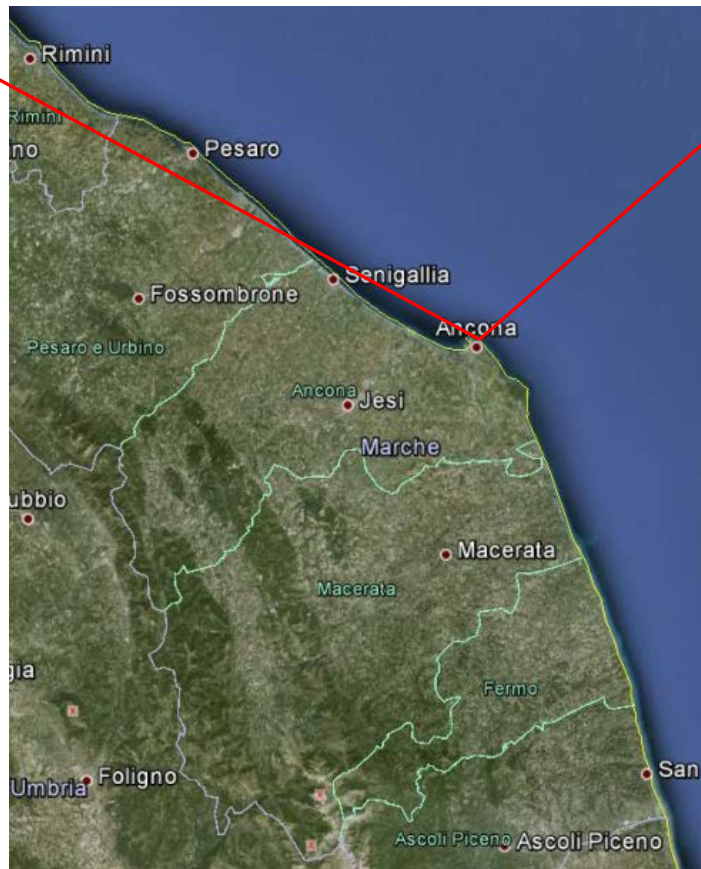 Rimini
Rimini
no
Pesaro
Senigallia
Fossombrone
Ancona
Pesaro e Urbino
Ancona
Jesi
Marche
ubbio
Macerata
Macerata
gia
Fermo
Foligno
San
Umbria
Ascoli Piceno
Ascoli Piceno